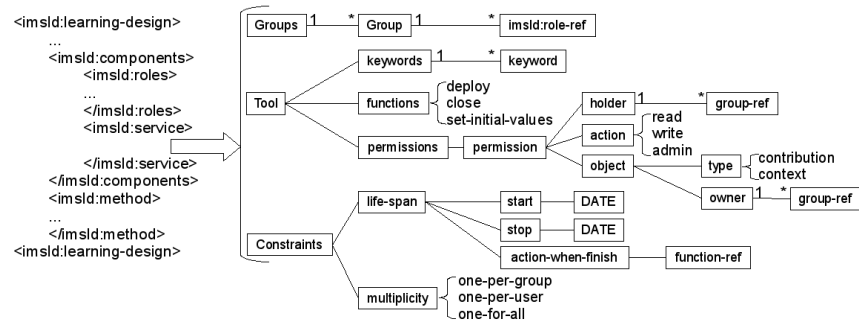 <imsld:learning-design>
...
<imsld:components>
<imsld:roles>
...
</imsld:roles>
<imsld:service>
</imsld:service>
</imsld:components>
<imsld:method>
...
</imsld:method>
<imsld:learning-design>
Groups 1 * Group 1 * imsld:role-ref
Tool
keywords 1 * keyword
functions
deploy
close
set-initial-values
permissions permission
holder 1 * group-ref
action
read
write
admin
object
type
contribution
context
owner 1 * group-ref
Constraints
life-span
start DATE
stop DATE
action-when-finish function-ref
multiplicity
one-per-group
one-per-user
one-for-all